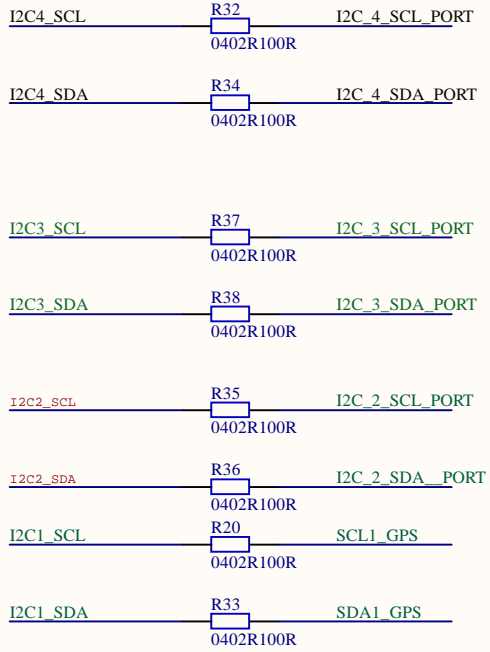 I2C4_SCL R32 I2C_4_SCL_PORT
0402R100R
I2C4_SDA R34 I2C_4_SDA_PORT
0402R100R
I2C3_SCL R37 I2C_3_SCL_PORT
0402R100R
I2C3_SDA R38 I2C_3_SDA_PORT
0402R100R
I2C2_SCL R35 I2C_2_SCL_PORT
0402R100R
I2C2_SDA R36 I2C_2_SDA__PORT
0402R100R
I2C1_SCL R20 SCL1_GPS
0402R100R
I2C1_SDA R33 SDA1_GPS
0402R100R